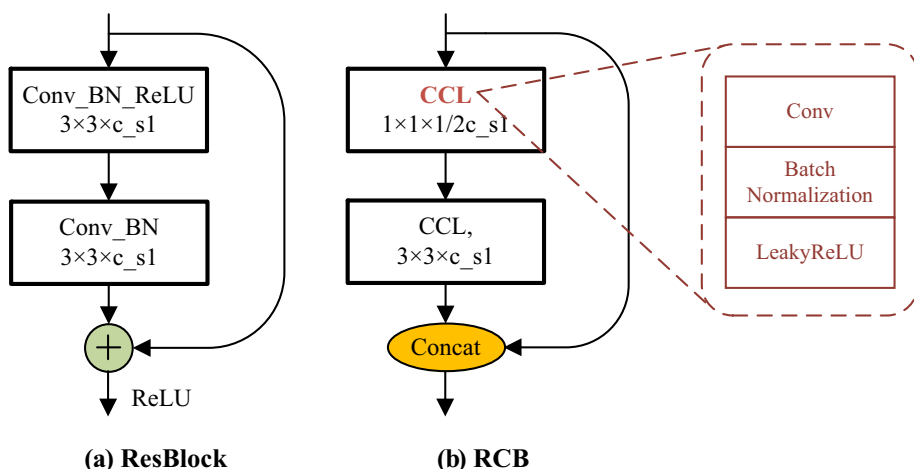 Conv_BN_ReLU
3×3×c_s1
Conv_BN
3×3×c_s1
+
ReLU
(a) ResBlock
CCL
1×1×1/2c_s1
CCL,
3×3×c_s1
Concat
(b) RCB
Conv
Batch
Normalization
LeakyReLU